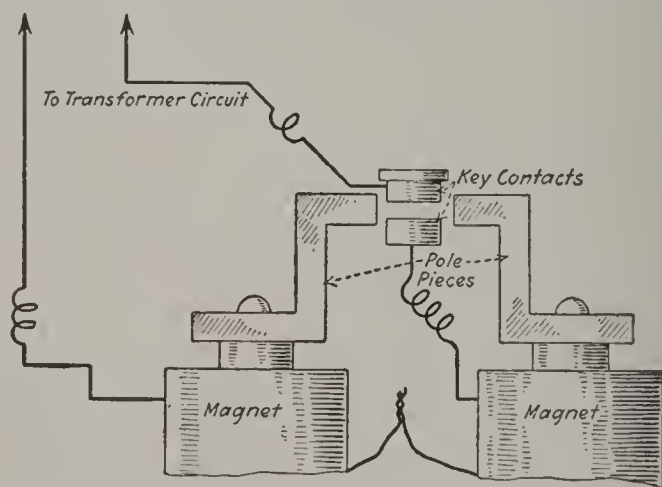 To Transformer Circuit
Key Contacts
Pole
Pieces
Magnet
Magnet